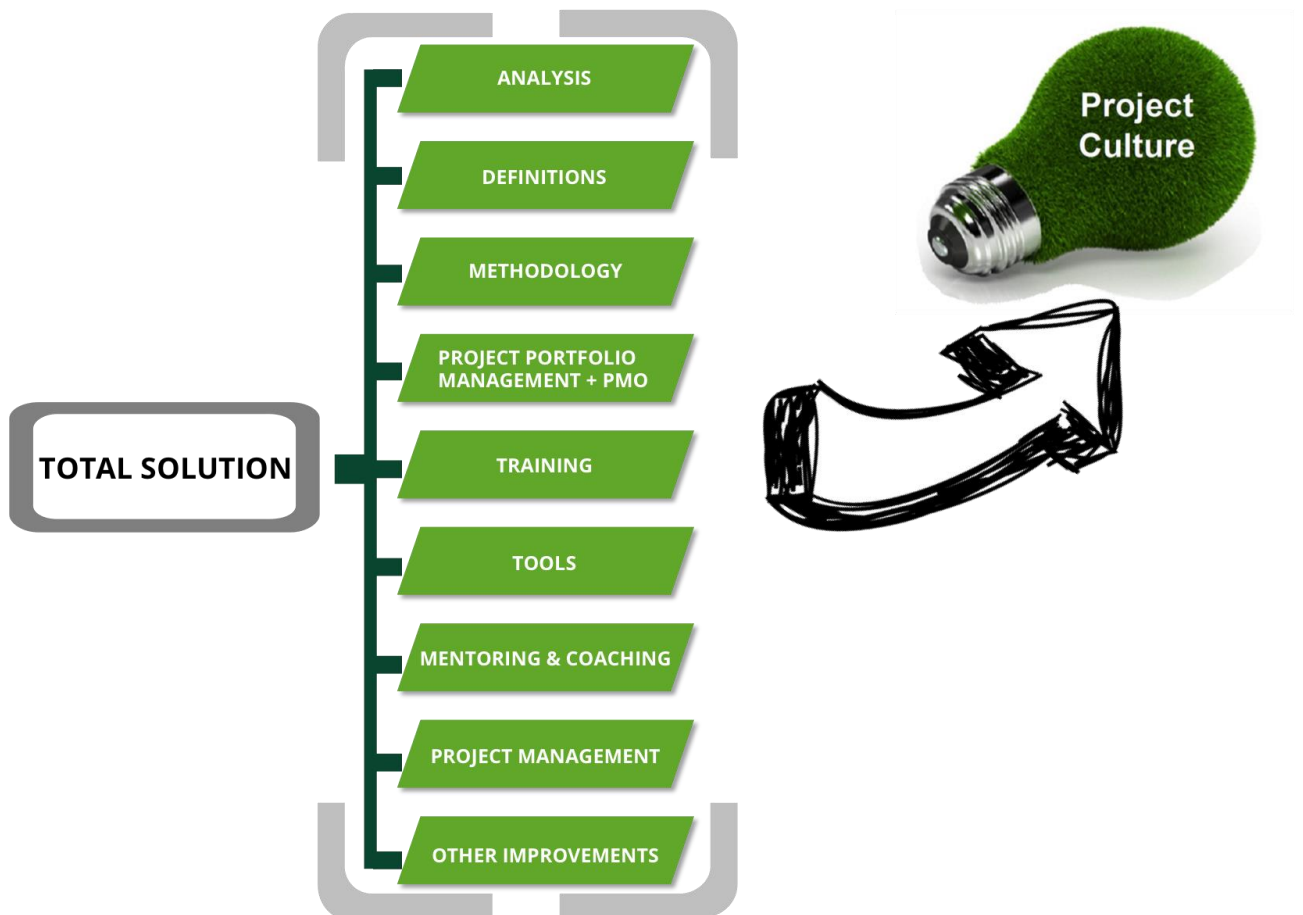 TOTAL SOLUTION
ANALYSIS
DEFINITIONS
METHODOLOGY
PROJECT PORTFOLIO
MANAGEMENT + PMO
TRAINING
TOOLS
MENTORING & COACHING
PROJECT MANAGEMENT
OTHER IMPROVEMENTS
Project
Culture